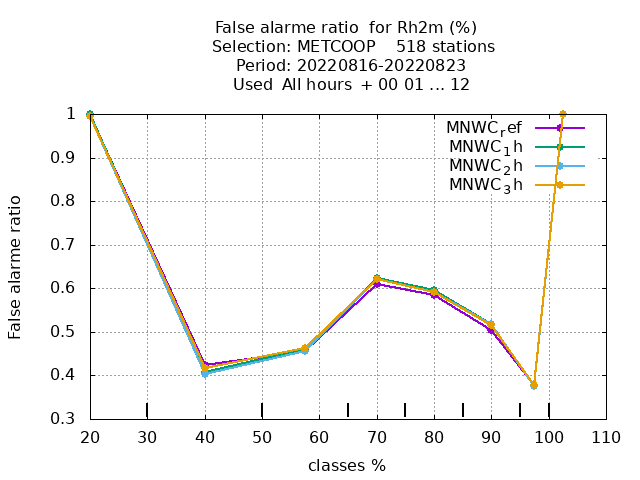 False alarme ratio  for Rh2m (%)
Selection: METCOOP    518 stations
Period: 20220816-20220823
Used  All hours  + 00 01 ... 12
MNWC_ref
MNWC_1h
MNWC_2h
MNWC_3h
1
0.9
0.8
0.7
0.6
0.5
0.4
0.3
False alarme ratio
20 30 40 50 60 70 80 90 100 110
classes %